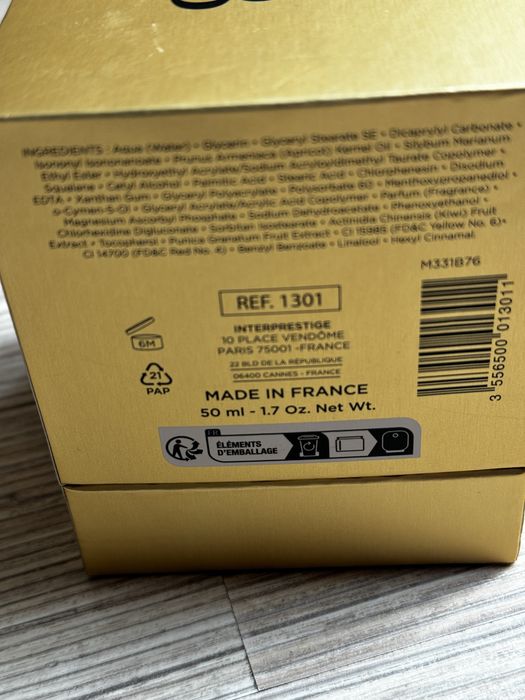 INGREDIENTS : Aqua (Water) • Glycerin • Glyceryl Stearate SE • Dicaprylyl Carbonate •
Isononyl Isononanoate • Prunus Armeniaca (Apricot) Kernel Oil • Silybum Marianum
Ethyl Ester • Hydroxyethyl Acrylate/Sodium Acryloyldimethyl Taurate Copolymer •
Squalane • Cetyl Alcohol • Palmitic Acid • Stearic Acid • Chlorphenesin • Disodium
EDTA • Xanthan Gum • Glyceryl Polyacrylate • Polysorbate 60 • Menthoxypropanediol •
o-Cymen-5-Ol • Glyceryl Acrylate/Acrylic Acid Copolymer • Parfum (Fragrance) •
Magnesium Ascorbyl Phosphate • Sodium Dehydroacetate • Phenoxyethanol •
Chlorhexidine Digluconate • Sorbitan Isostearate • Actinidia Chinensis (Kiwi) Fruit
Extract • Tocopherol • Punica Granatum Fruit Extract • CI 15985 (FD&C Yellow No. 6) •
CI 14700 (FD&C Red No. 4) • Benzyl Benzoate • Linalool • Hexyl Cinnamal.
M331B76
REF. 1301
INTERPRESTIGE
10 PLACE VENDÔME
PARIS 75001 -FRANCE
22 BLD DE LA RÉPUBLIQUE
06400 CANNES - FRANCE
6M
21
PAP
MADE IN FRANCE
50 ml - 1.7 Oz. Net Wt.
3 556500 013011
FR
ÉLÉMENTS
D'EMBALLAGE